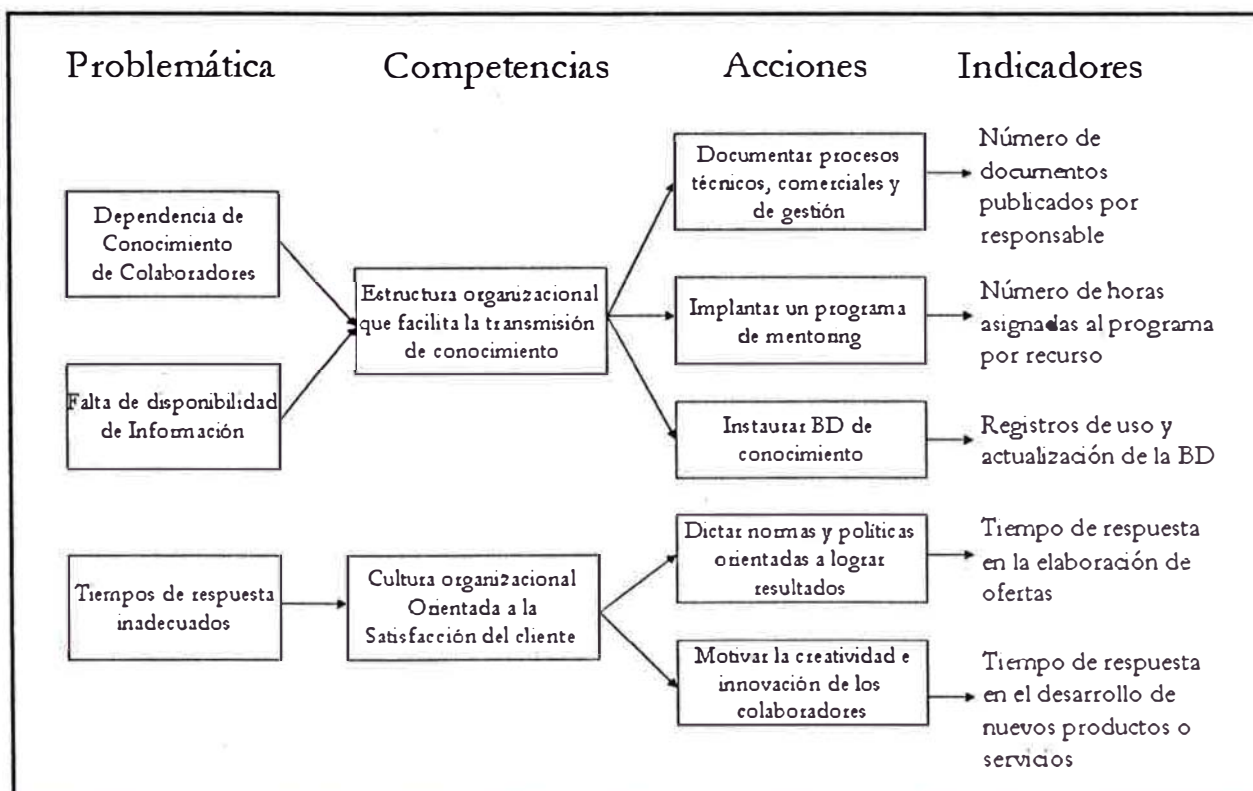 Problemática
Competencias
Acciones
Indicadores
Dependencia de
Conocimiento
de Colaboradores
Falta de disponibilidad
de Información
Estructura organizacional
que facilita la transmisión
de conocimiento
Documentar procesos
técnicos, comerciales y
de gestión
Número de
documentos
publicados por
responsable
Implantar un programa
de mentoring
Número de horas
asignadas al programa
por recurso
Instaurar BD de
conocimiento
Registros de uso y
actualización de la BD
Tiempos de respuesta
inadecuados
Cultura organizacional
Orientada a la
Satisfacción del cliente
Dictar normas y políticas
orientadas a lograr
resultados
Tiempo de respuesta
en la elaboración de
ofertas
Motivar la creatividad e
innovación de los
colaboradores
Tiempo de respuesta
en el desarrollo de
nuevos productos o
servicios